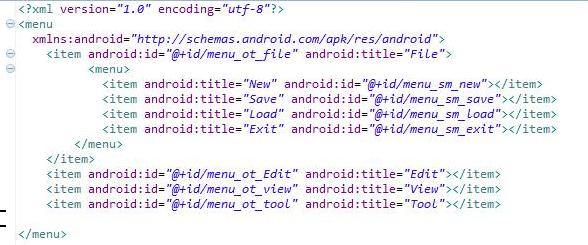 <?xml version="1.0" encoding="utf-8"?>
<menu
xmlns:android="http://schemas.android.com/apk/res/android">
<item android:id="@+id/menu_ot_file" android:title="File">
<menu>
<item android:title="New" android:id="@+id/menu_sm_new"></item>
<item android:title="Save" android:id="@+id/menu_sm_save"></item>
<item android:title="Load" android:id="@+id/menu_sm_load"></item>
<item android:title="Exit" android:id="@+id/menu_sm_exit"></item>
</menu>
</item>
<item android:id="@+id/menu_ot_Edit" android:title="Edit"></item>
<item android:id="@+id/menu_ot_view" android:title="View"></item>
<item android:id="@+id/menu_ot_tool" android:title="Tool"></item>
</menu>